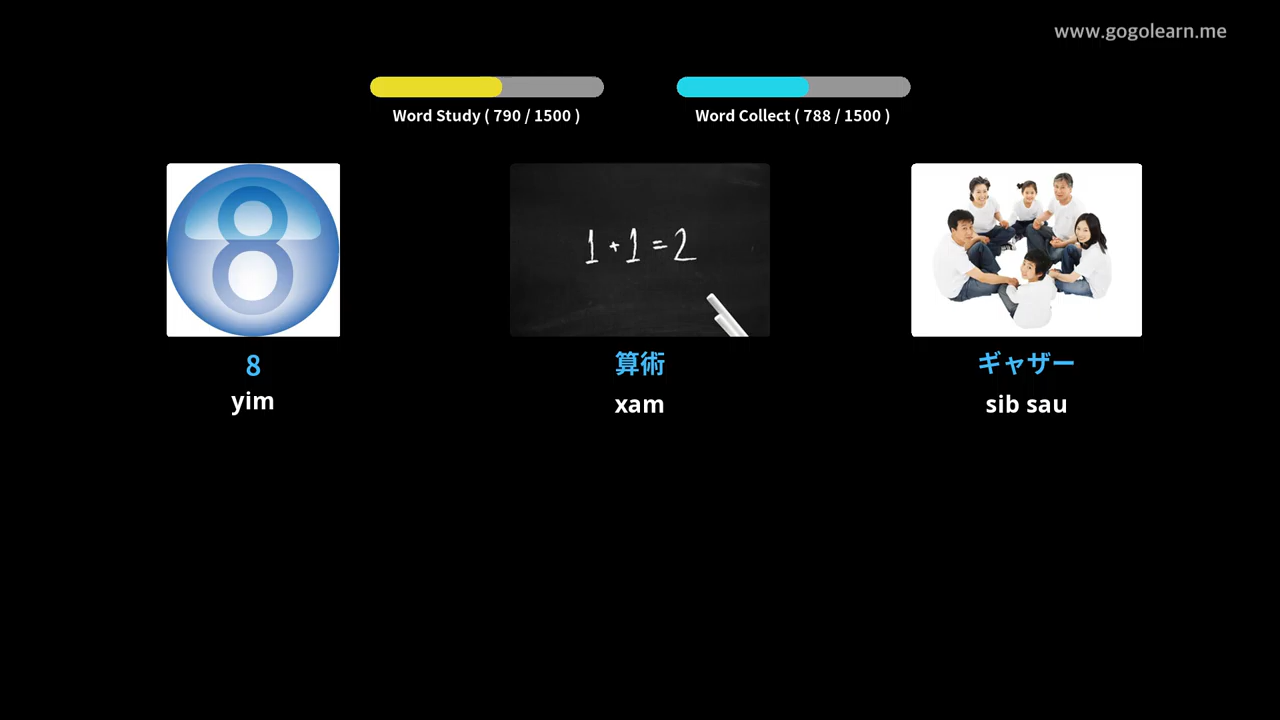 www.gogolearn.me
Word Study ( 790 / 1500 )
Word Collect ( 788 / 1500 )
8
1+1=2
8
算術
ギャザー
yim
xam
sib sau